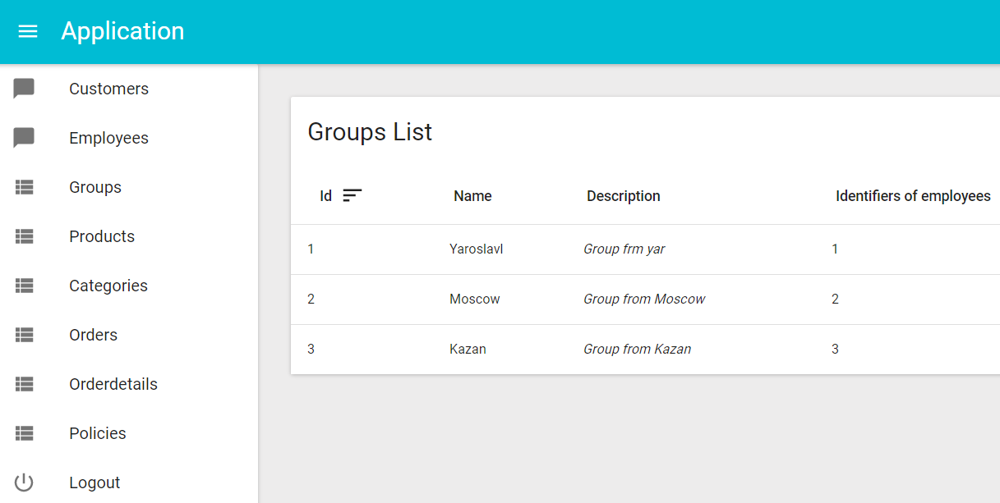 Application
Customers
Employees
Groups
Products
Categories
Orders
Orderdetails
Policies
Logout
Groups List
Id Name Description Identifiers of employees
1 Yaroslavl Group frm yar 1
2 Moscow Group from Moscow 2
3 Kazan Group from Kazan 3